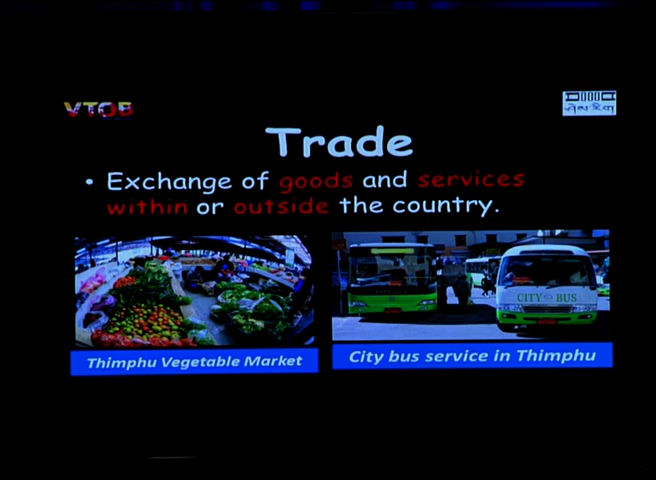 VTOB
Trade
• Exchange of goods and services
within or outside the country.
CITY BUS
Thimphu Vegetable Market
City bus service in Thimphu